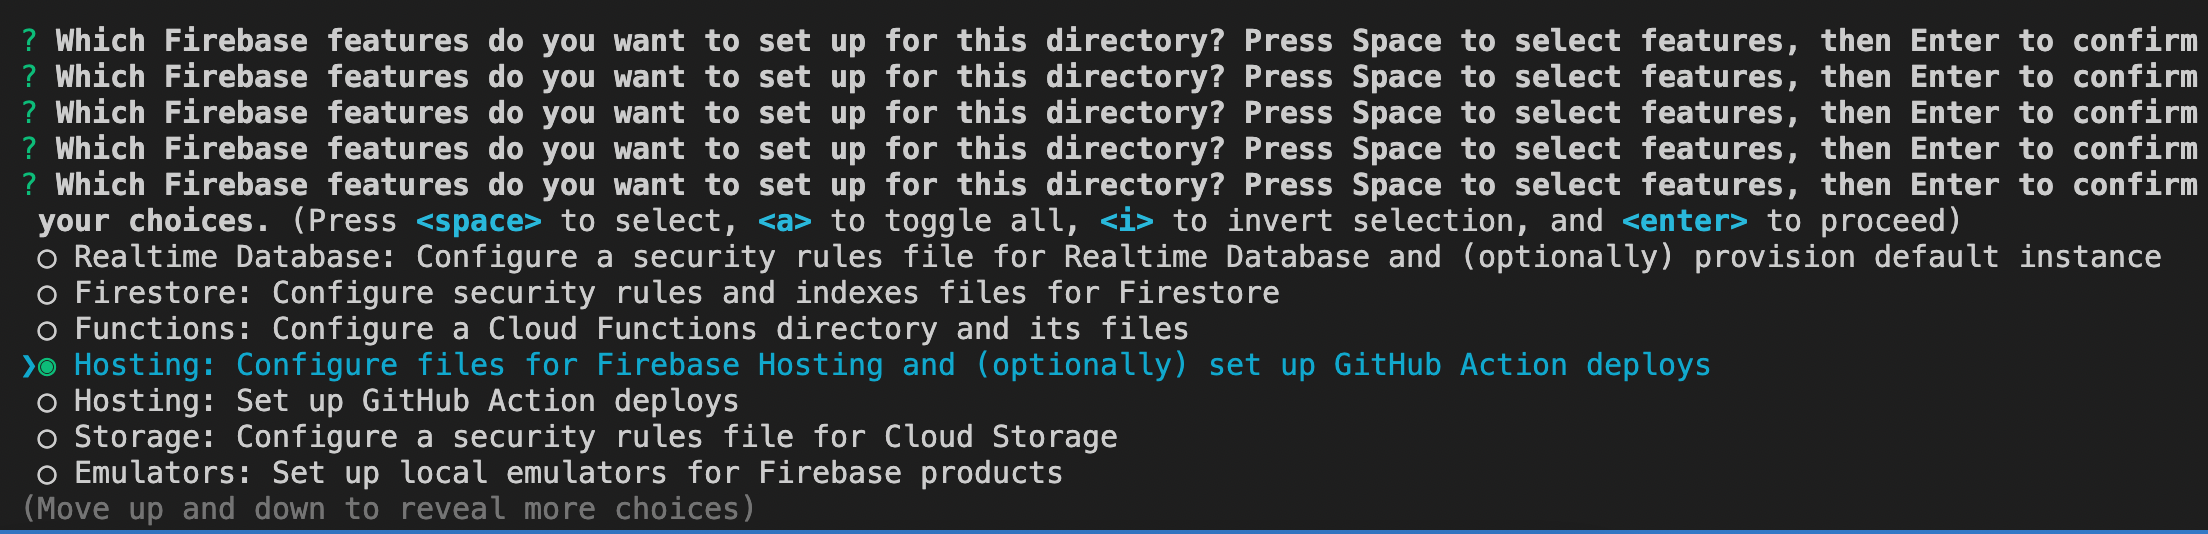 ? Which Firebase features do you want to set up for this directory? Press Space to select features, then Enter to confirm
? Which Firebase features do you want to set up for this directory? Press Space to select features, then Enter to confirm
? Which Firebase features do you want to set up for this directory? Press Space to select features, then Enter to confirm
? Which Firebase features do you want to set up for this directory? Press Space to select features, then Enter to confirm
? Which Firebase features do you want to set up for this directory? Press Space to select features, then Enter to confirm
your choices. (Press <space> to select, <a> to toggle all, <i> to invert selection, and <enter> to proceed)
◯ Realtime Database: Configure a security rules file for Realtime Database and (optionally) provision default instance
◯ Firestore: Configure security rules and indexes files for Firestore
◯ Functions: Configure a Cloud Functions directory and its files
❯◉ Hosting: Configure files for Firebase Hosting and (optionally) set up GitHub Action deploys
◯ Hosting: Set up GitHub Action deploys
◯ Storage: Configure a security rules file for Cloud Storage
◯ Emulators: Set up local emulators for Firebase products
(Move up and down to reveal more choices)